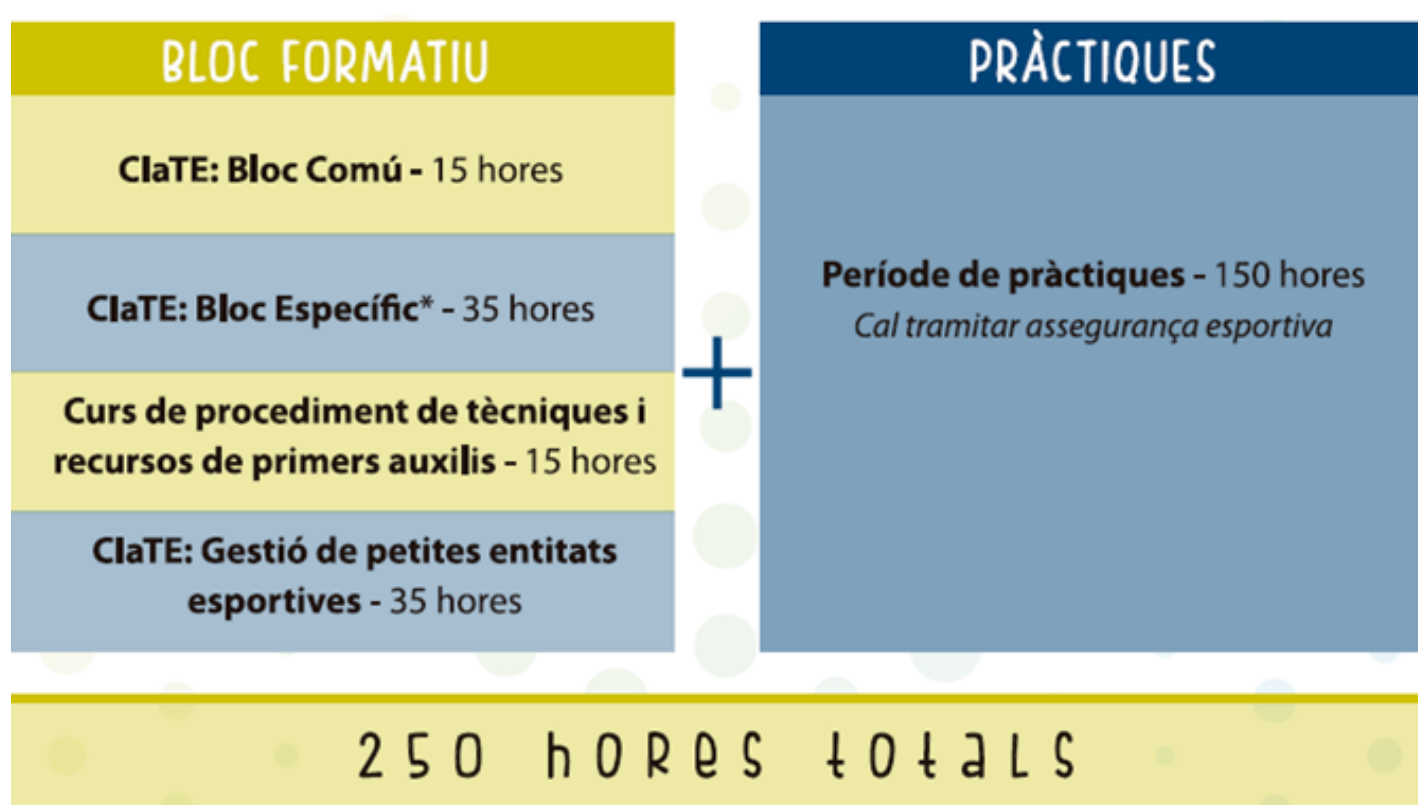 BLOC FORMATIU
CIaTE: Bloc Comú - 15 hores
CIaTE: Bloc Específic* - 35 hores
Curs de procediment de tècniques i
recursos de primers auxilis - 15 hores
CIaTE: Gestió de petites entitats
esportives - 35 hores
+
PRÀCTIQUES
Període de pràctiques - 150 hores
Cal tramitar assegurança esportiva
250 hores totals